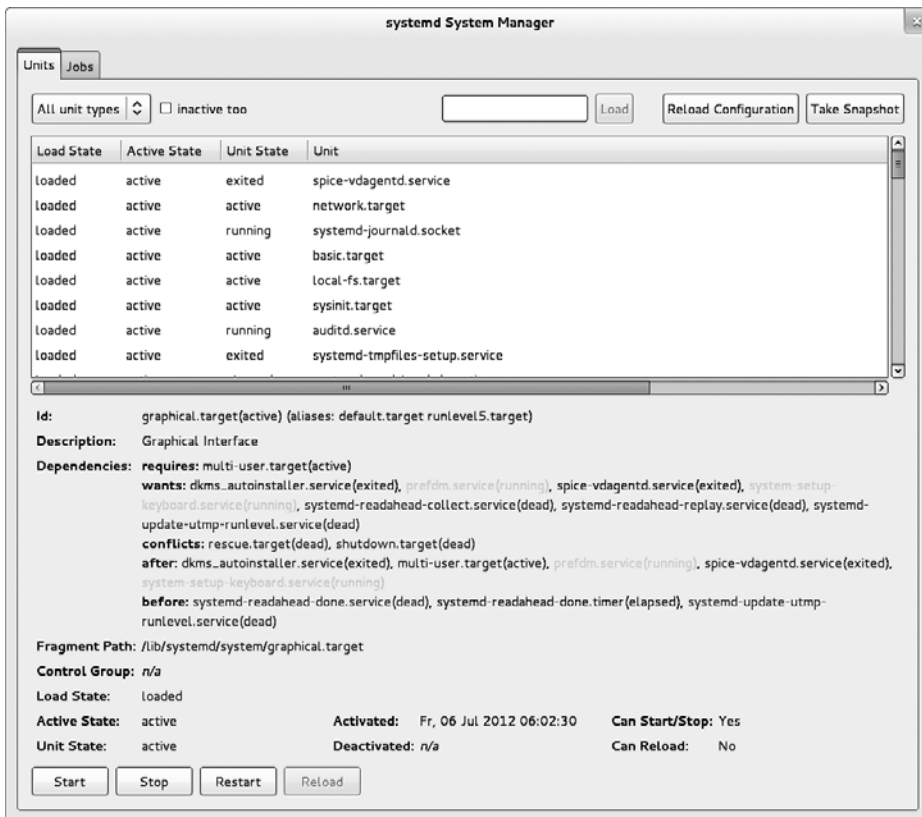 systemd System Manager
Units Jobs
All unit types inactive too Load Reload Configuration Take Snapshot
Load State Active State Unit State Unit
loaded active exited spice-vdagentd.service
loaded active active network.target
loaded active running systemd-journald.socket
loaded active active basic.target
loaded active active local-fs.target
loaded active active sysinit.target
loaded active running auditd.service
loaded active exited systemd-tmpfiles-setup.service
Id: graphical.target(active) (aliases: default.target runlevel5.target)
Description: Graphical Interface
Dependencies: requires: multi-user.target(active)
wants: dkms_autoinstaller.service(exited), prefdm.service(running), spice-vdagentd.service(exited), system-setup-
keyboard.service(running), systemd-readahead-collect.service(dead), systemd-readahead-replay.service(dead), systemd-
update-utmp-runlevel.service(dead)
conflicts: rescue.target(dead), shutdown.target(dead)
after: dkms_autoinstaller.service(exited), multi-user.target(active), prefdm.service(running), spice-vdagentd.service(exited),
system-setup-keyboard.service(running)
before: systemd-readahead-done.service(dead), systemd-readahead-done.timer(elapsed), systemd-update-utmp-
runlevel.service(dead)
Fragment Path: /lib/systemd/system/graphical.target
Control Group: n/a
Load State: loaded
Active State: active Activated: Fr, 06 Jul 2012 06:02:30 Can Start/Stop: Yes
Unit State: active Deactivated: n/a Can Reload: No
Start Stop Restart Reload